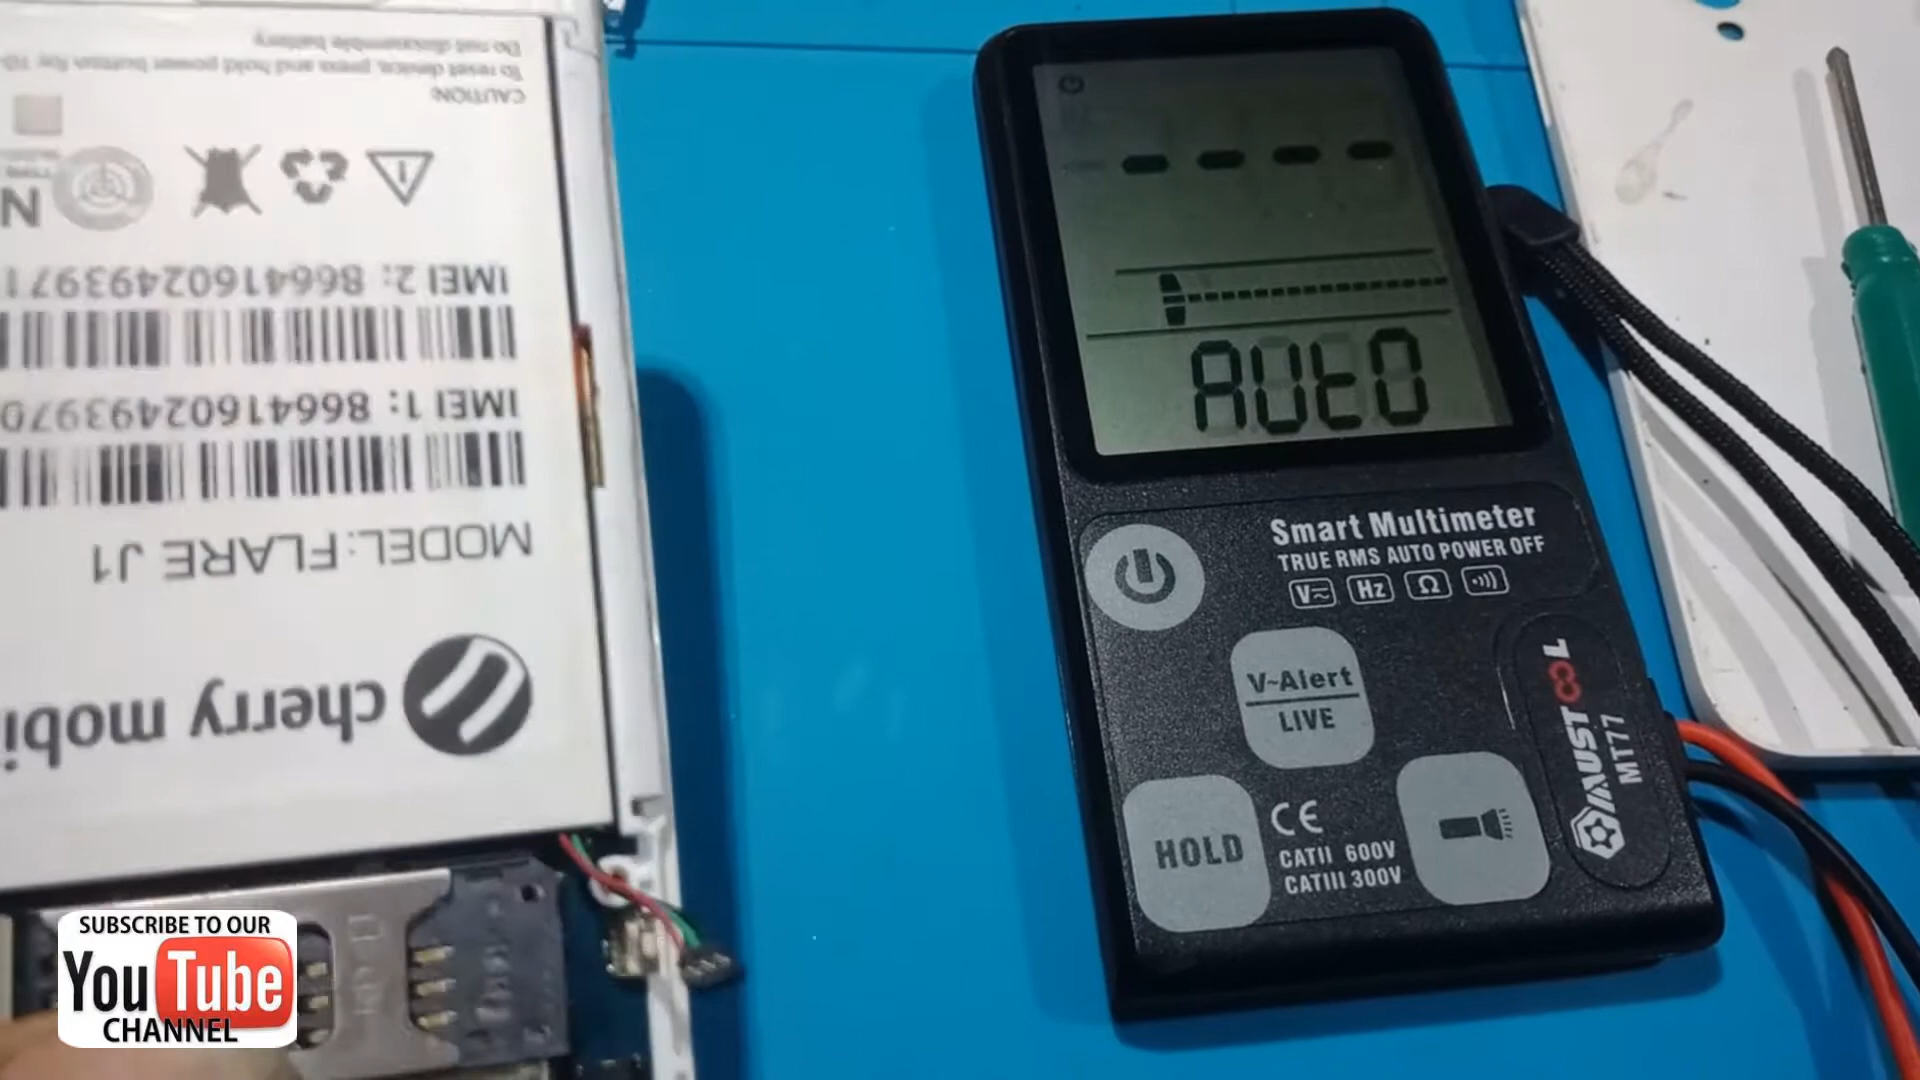 cherry mobi
MODEL:FLARE J1
IMEI 1: 86641602493970
IMEI 2: 86641602493971
N
CAUTION:
To reset device, press and hold power button for 10-
Do not disassemble battery
- - - -
AUtO
Smart Multimeter
TRUE RMS AUTO POWER OFF
V Hz Ω
V~Alert
LIVE
HOLD
CE
CATII 600V
CATIII 300V
MUSTOOL
MT77
SUBSCRIBE TO OUR
YouTube
CHANNEL